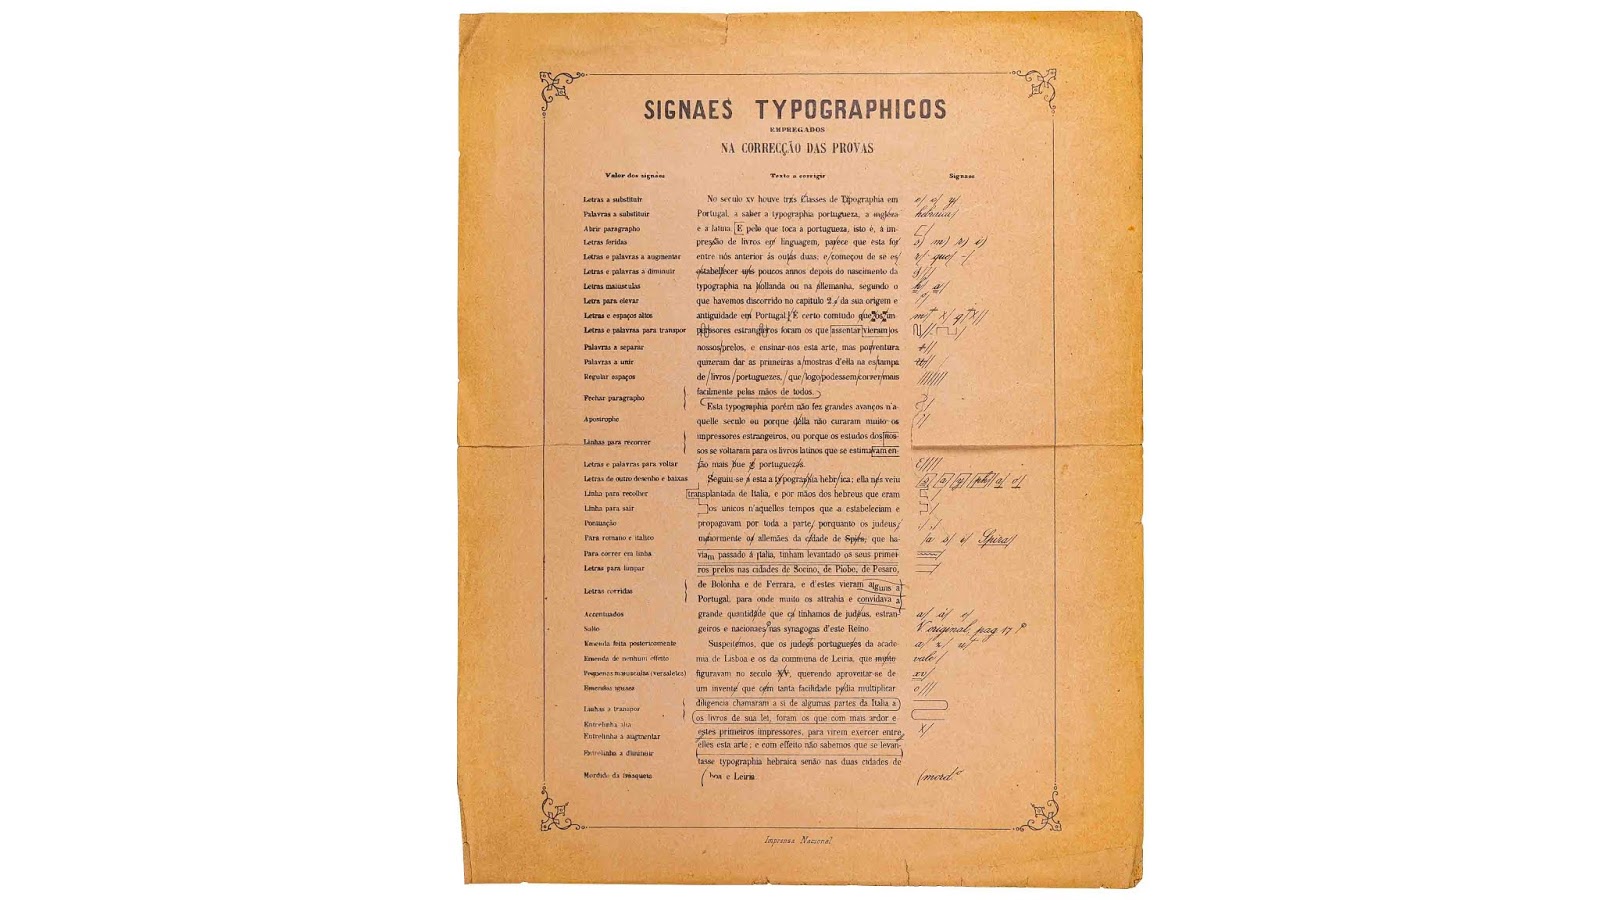 SIGNAES TYPOGRAPHICOS
EMPREGADOS
NA CORRECÇÃO DAS PROVAS
Valor dos signaes Texto a corrigir Signaes
Letras a substituir No seculo xv houve tres Classes de Tipographia em
Palavras a substituir Portugal, a saber a typographia portugueza, a ingleza hebraica/
Abrir paragrapho e a latina. E pelo que toca a portugueza, isto é, á im-
Letras feridas pressão de livros em linguagem, parece que esta foi
Letras e palavras a augmentar entre nós anterior ás outas duas; e começou de se es que/
Letras e palavras a diminuir estabellecer uns poucos annos depois do nascimento da
Letras maiusculas typographia na hollanda ou na allemanha, segundo o
Letra para elevar que havemos discorrido no capitulo 2. da sua origem e
Letras e espaços altos antiguidade em Portugal. E certo comtudo que os im-
Letras e palavras para transpor pressores estrangeiros foram os que assentar vieram os
Palavras a separar nossos prelos, e ensinar-nos esta arte, mas porventura
Palavras a unir quizeram dar as primeiras a mostras d'ella na estampa
Regular espaços de livros portuguezes, que logo podessem correr mais
Fechar paragrapho facilmente pelas mãos de todos.
Esta typographia porém não fez grandes avanços n'a-
Apostropho quelle seculo ou porque della não curaram muito os
Linhas para recorrer impressores estrangeiros, ou porque os estudos dos nos-
sos se voltaram para os livros latinos que se estimavam en-
Letras e palavras para voltar tão mais que portuguezas.
Letras de outro desenho e baixas Seguiu-se a esta a typographia hebraica; ella nos veiu
Linha para recolher transplantada de Italia, e por mãos dos hebreus que eram
Linha para sair os unicos n'aquelles tempos que a estabeleciam e
Pontuação propagavam por toda a parte, porquanto os judeus,
Para romano e italico maiormente os allemães da cidade de que ha- Spira/
Para correr em linha viam passado á Italia, tinham levantado os seus primei-
Letras para limpar ros prelos nas cidades de Socino, de Piobe, de Pesaro,
Letras corridas de Bolonha e de Ferrara, e d'estes vieram alguns a
Portugal, para onde muito os attrahia e convidava a
Accentuados grande quantidade que cá tinhamos de judeus, estran-
Salto geiros e nacionaes nas synagogas d'este Reino. V. original, pag 17
Emenda feita posteriormente Suspeitemos, que os judeos portuguezes da acade-
Emenda de nenhum effeito mia de Lisboa e os da communa de Leiria, que muito vale/
Pequenas maiusculas (versaletes) figuravam no seculo XV, querendo aproveitar-se de xv/
Emendas iguaes um invente que com tanta facilidade podia multiplicar
Linhas a transpor diligencia chamaram a si de algumas partes da Italia a
os livros de sua lei, foram os que com mais ardor e
Entrelinha alta
Entrelinha a augmentar estes primeiros impressores, para virem exercer entre
Entrelinha a diminuir elles esta arte; e com effeito não sabemos que se levan-
tasse typographia hebraica senão nas duas cidades de
Mordido da frasqueta boa e Leiria. (mord.º
Imprensa Nacional